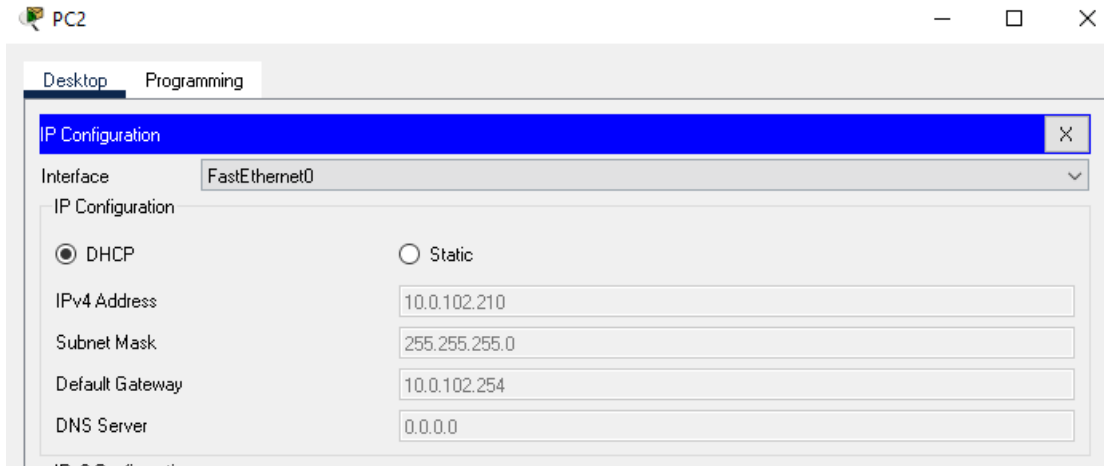 PC2
Desktop Programming
IP Configuration X
Interface FastEthernet0
IP Configuration
DHCP Static
IPv4 Address 10.0.102.210
Subnet Mask 255.255.255.0
Default Gateway 10.0.102.254
DNS Server 0.0.0.0